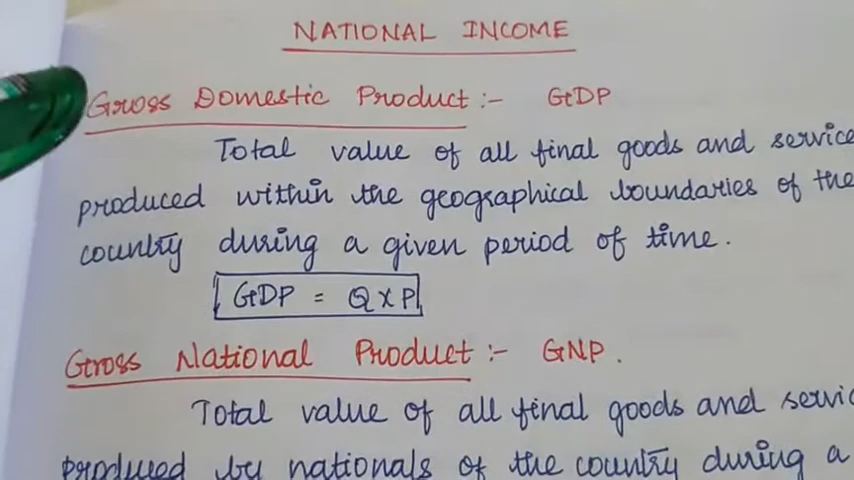 NATIONAL INCOME
Gross Domestic Product :- GDP
Total value of all final goods and service
produced within the geographical boundaries of the
country during a given period of time.
GDP = Q x P
Gross National Product :- GNP.
Total value of all final goods and servic
produced by nationals of the country during a